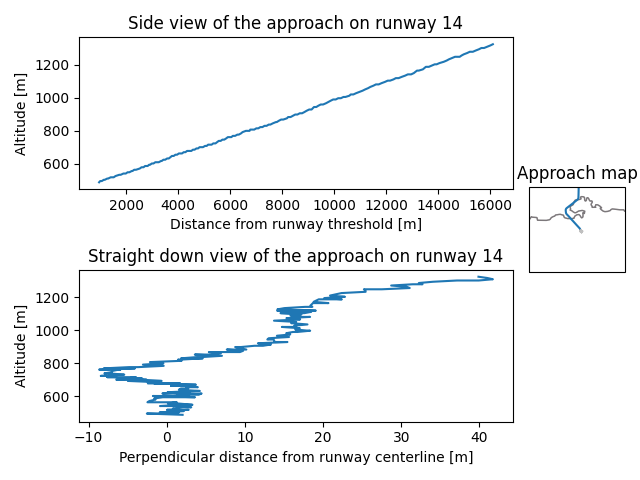 Side view of the approach on runway 14
Altitude [m]
1200
1000
800
600
2000 4000 6000 8000 10000 12000 14000 16000
Distance from runway threshold [m]
Approach map
Straight down view of the approach on runway 14
Altitude [m]
1200
1000
800
600
−10 0 10 20 30 40
Perpendicular distance from runway centerline [m]